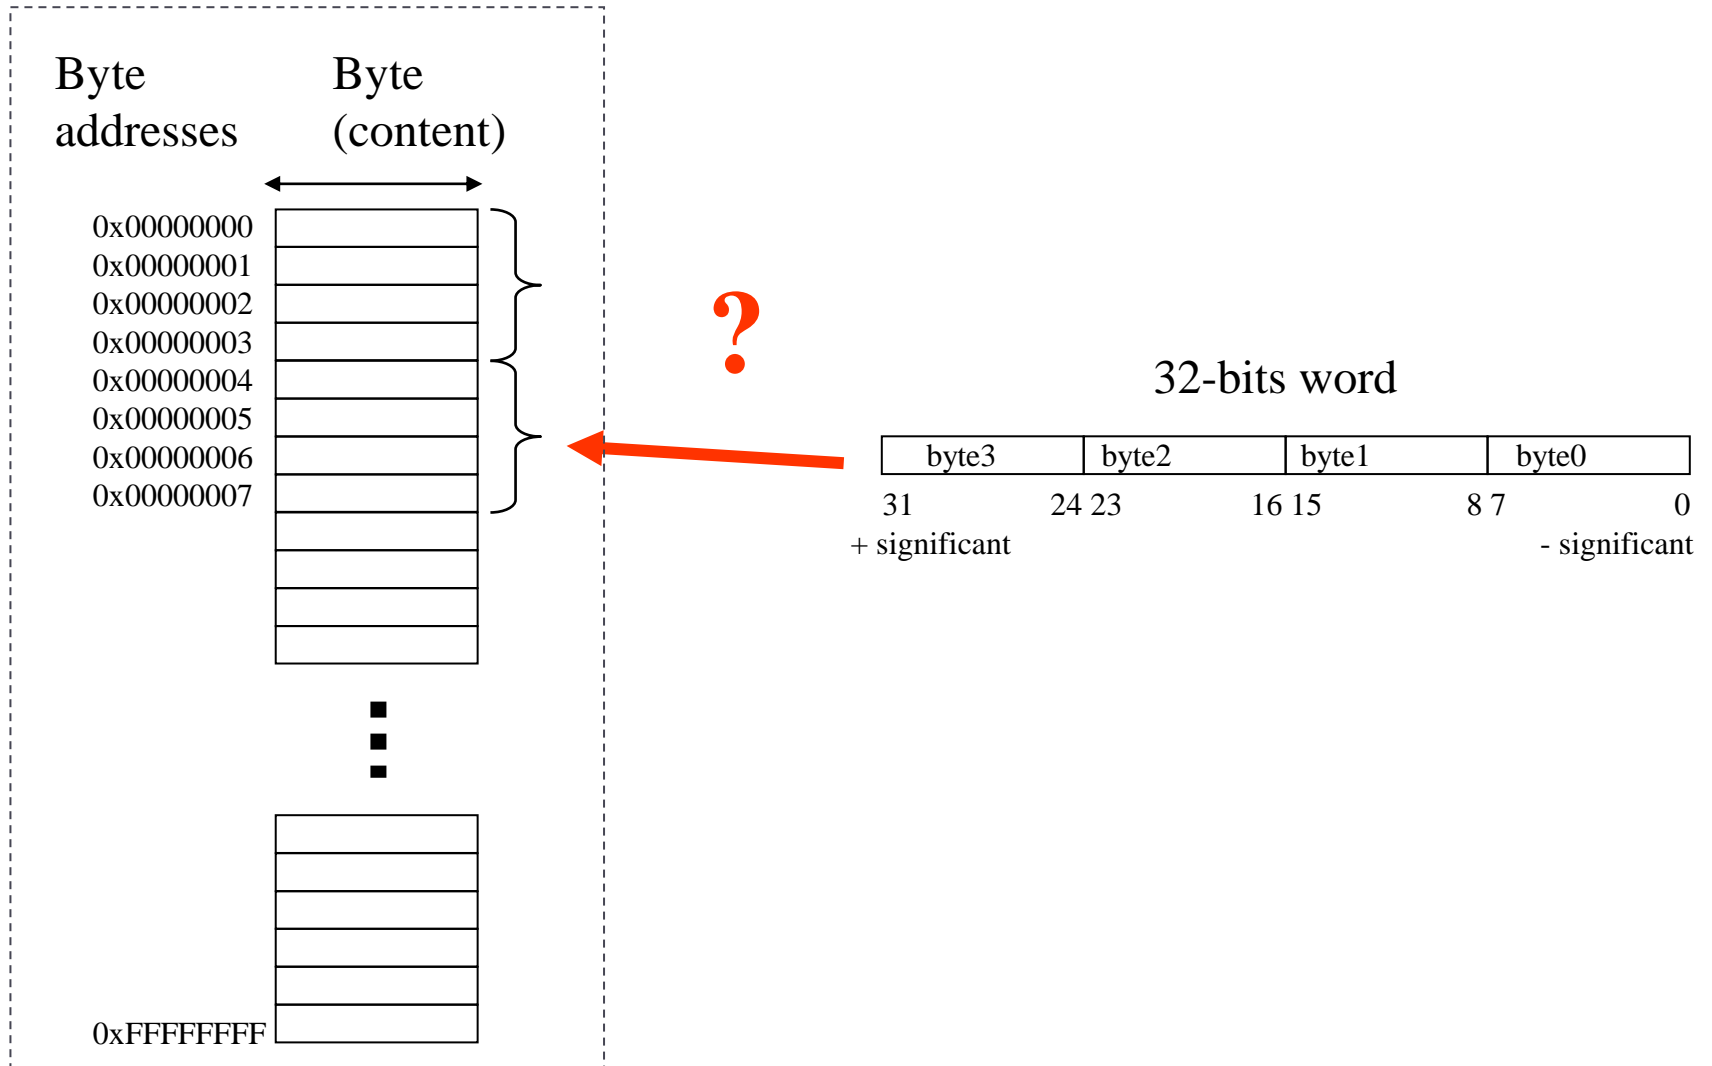 Byte
addresses
Byte
(content)
0x00000000
0x00000001
0x00000002
0x00000003
0x00000004
0x00000005
0x00000006
0x00000007
0xFFFFFFFF
?
32-bits word
byte3 byte2 byte1 byte0
31 24 23 16 15 8 7 0
+ significant - significant